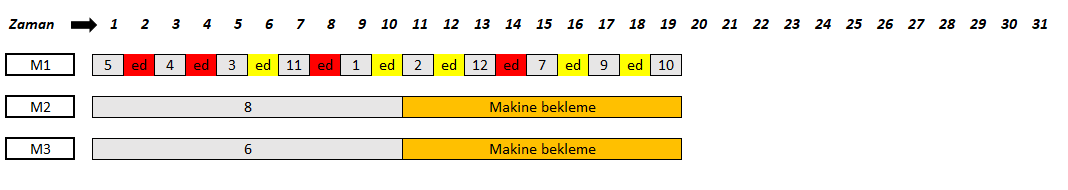 Zaman 1 2 3 4 5 6 7 8 9 10 11 12 13 14 15 16 17 18 19 20 21 22 23 24 25 26 27 28 29 30 31
M1 5 ed 4 ed 3 ed 11 ed 1 ed 2 ed 12 ed 7 ed 9 ed 10
M2 8 Makine bekleme
M3 6 Makine bekleme